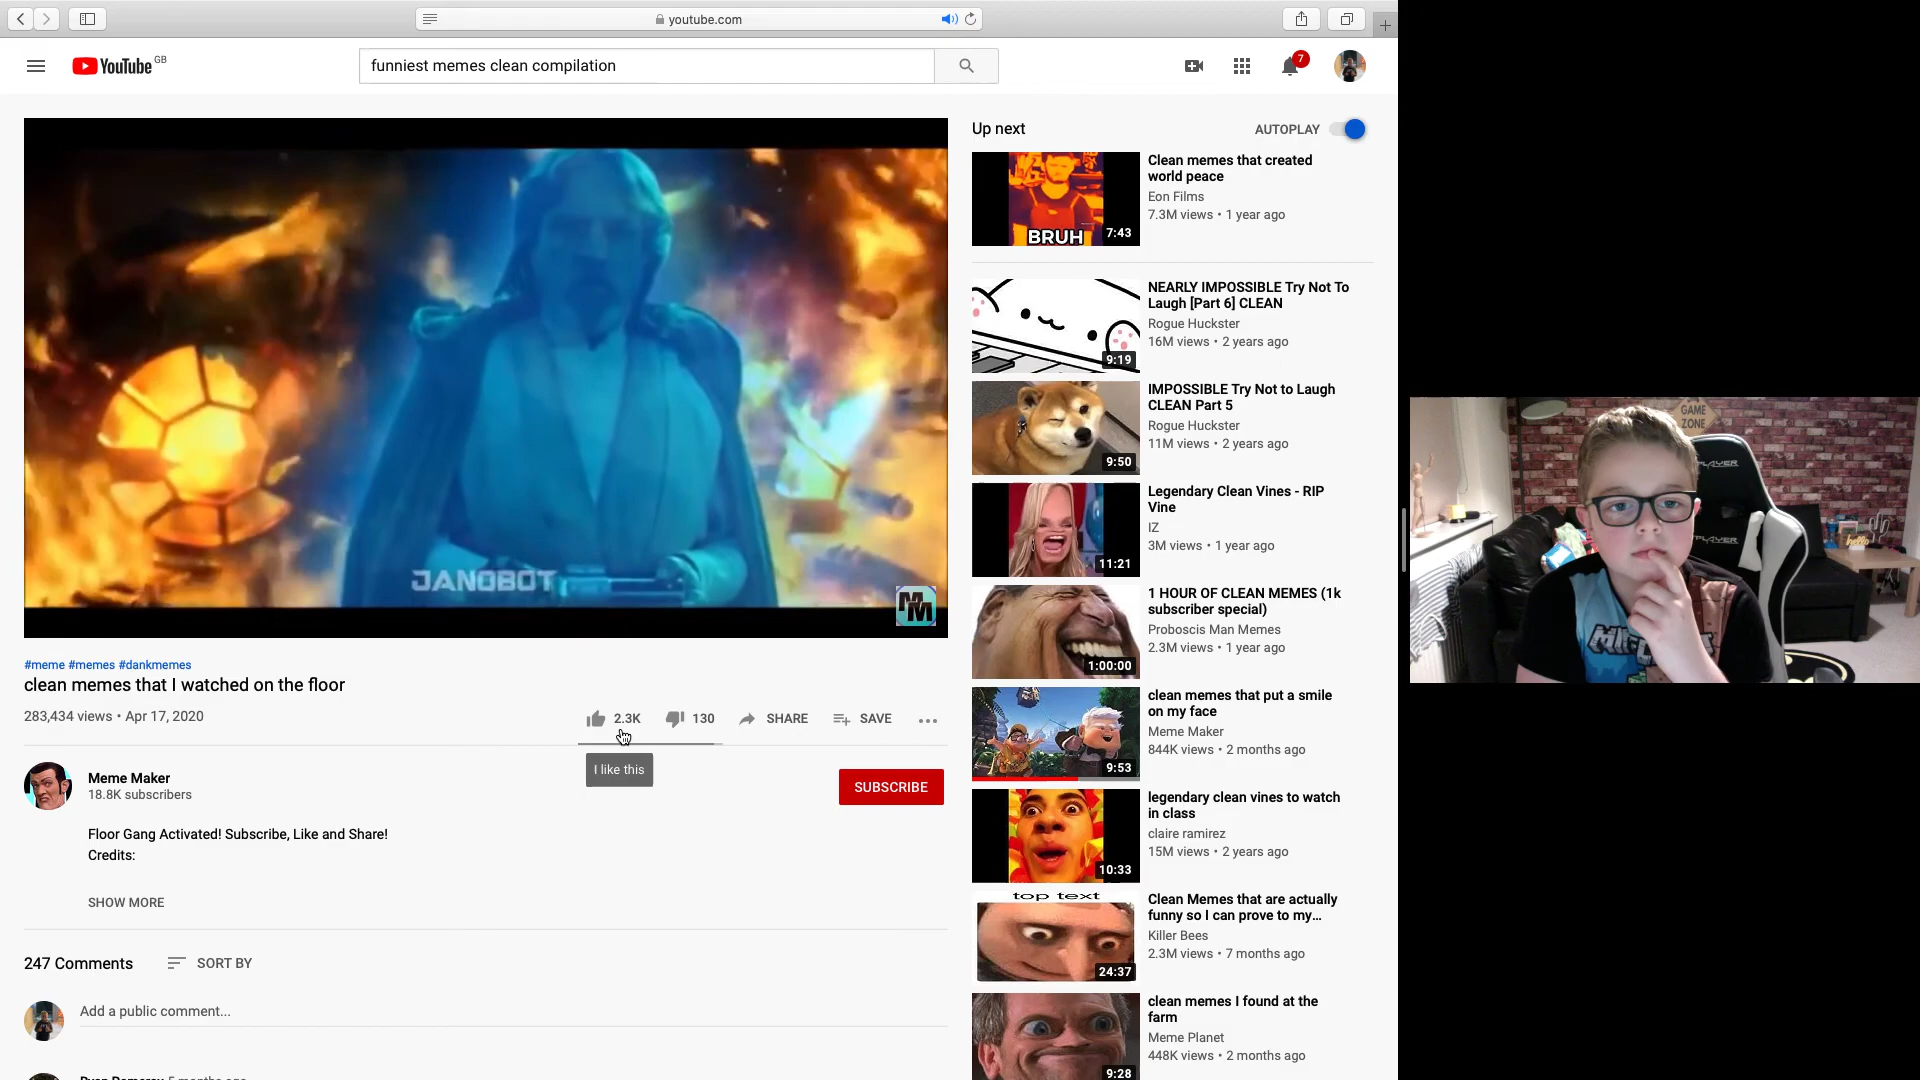 youtube.com
YouTube GB
funniest memes clean compilation
7
JANOBOT
MM
#meme #memes #dankmemes
clean memes that I watched on the floor
283,434 views • Apr 17, 2020
2.3K 130 SHARE SAVE
I like this
Meme Maker
18.8K subscribers
SUBSCRIBE
Floor Gang Activated! Subscribe, Like and Share!
Credits:
SHOW MORE
247 Comments SORT BY
Add a public comment...
Up next AUTOPLAY
BRUH
7:43
Clean memes that created
world peace
Eon Films
7.3M views • 1 year ago
9:19
NEARLY IMPOSSIBLE Try Not To
Laugh [Part 6] CLEAN
Rogue Huckster
16M views • 2 years ago
9:50
IMPOSSIBLE Try Not to Laugh
CLEAN Part 5
Rogue Huckster
11M views • 2 years ago
11:21
Legendary Clean Vines - RIP
Vine
IZ
3M views • 1 year ago
1:00:00
1 HOUR OF CLEAN MEMES (1k
subscriber special)
Proboscis Man Memes
2.3M views • 1 year ago
9:53
clean memes that put a smile
on my face
Meme Maker
844K views • 2 months ago
10:33
legendary clean vines to watch
in class
claire ramirez
15M views • 2 years ago
top text
24:37
Clean Memes that are actually
funny so I can prove to my...
Killer Bees
2.3M views • 7 months ago
9:28
clean memes I found at the
farm
Meme Planet
448K views • 2 months ago
GAME
ZONE
hello